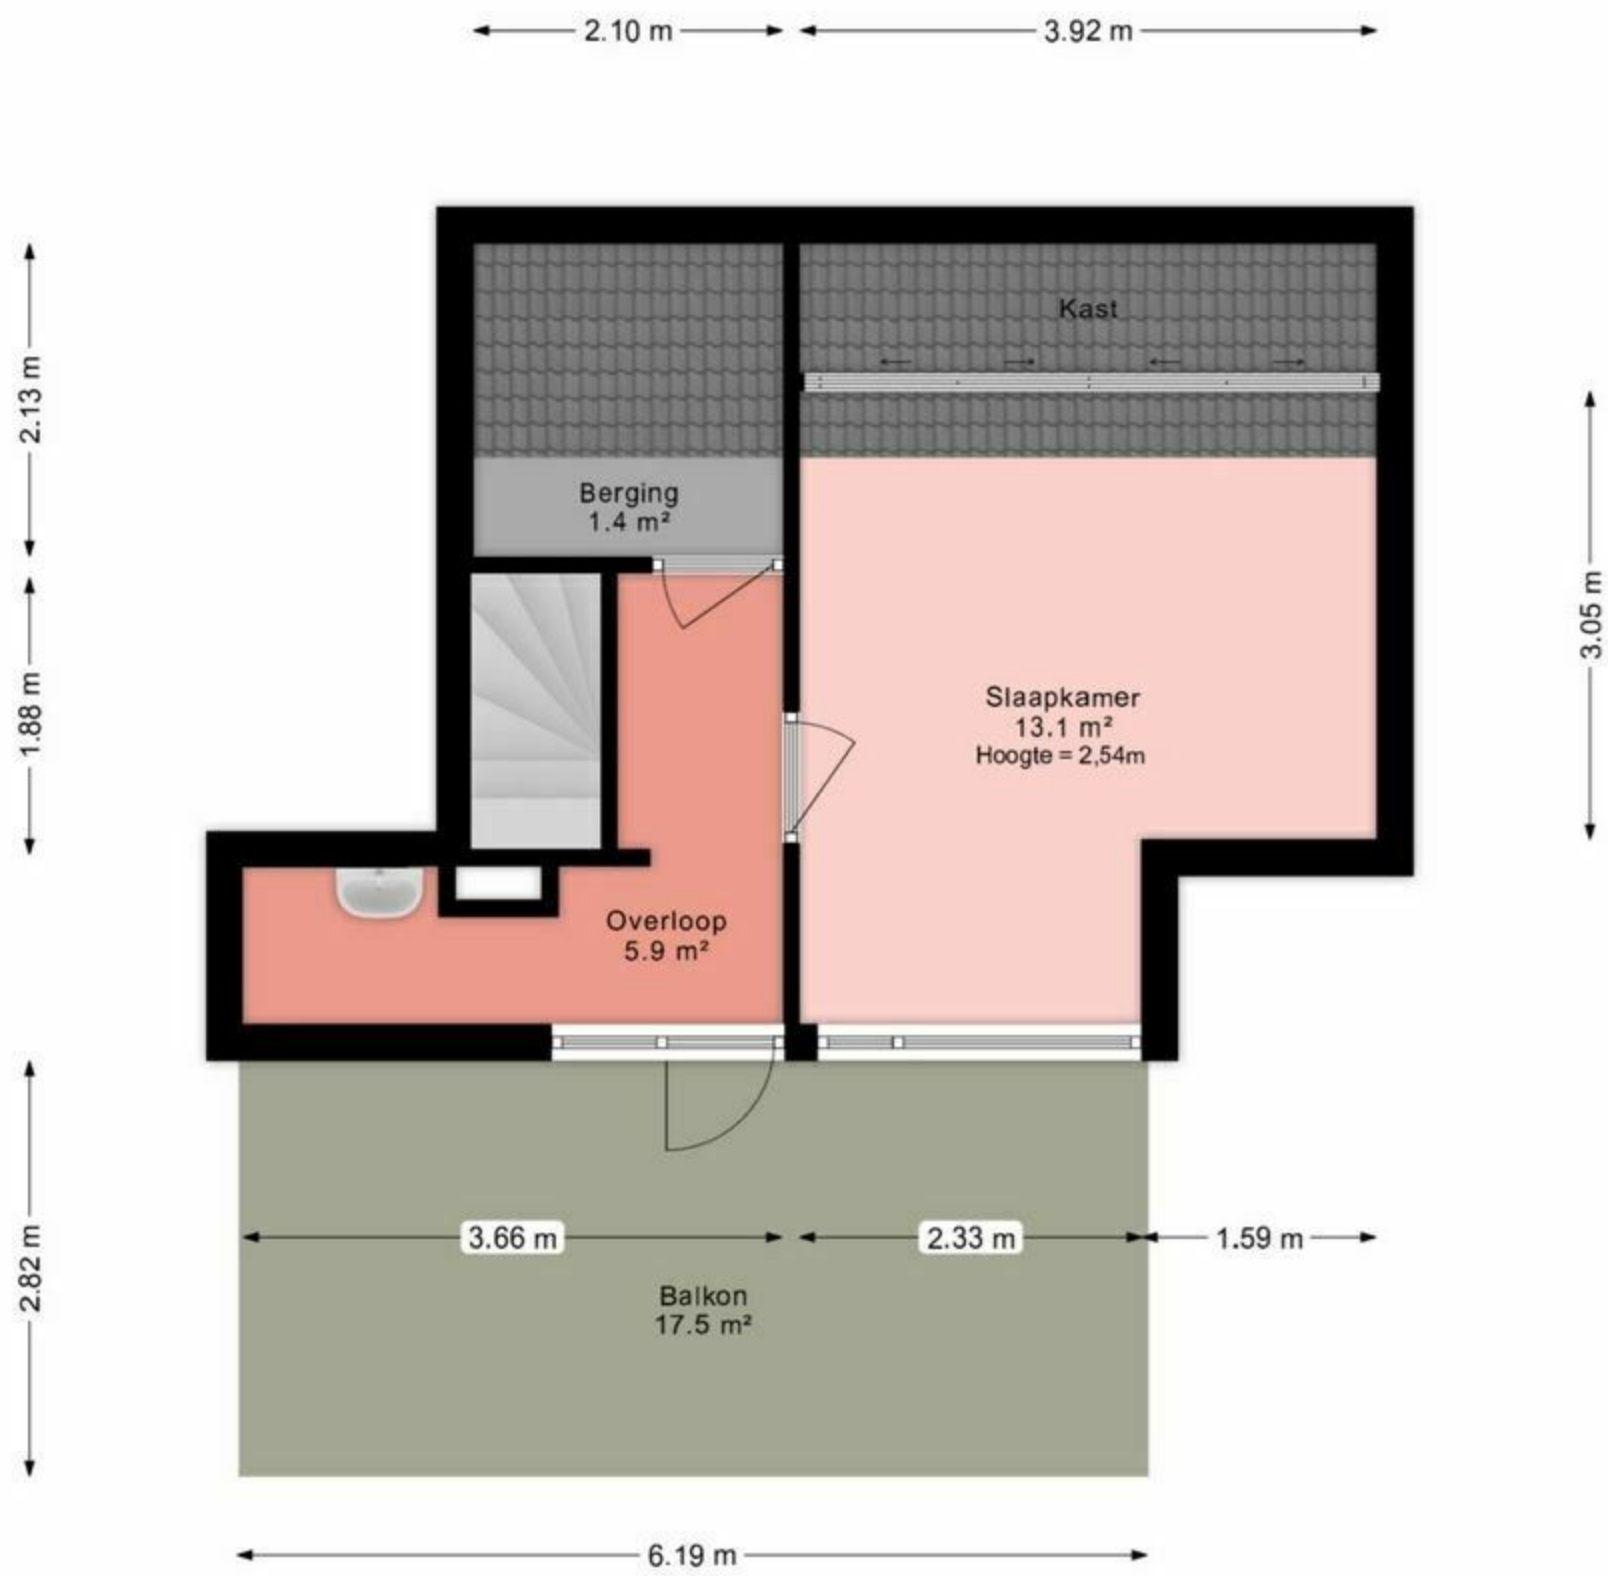 2.10 m
3.92 m
Kast
2.13 m
Berging
1.4 m²
3.05 m
1.88 m
Slaapkamer
13.1 m²
Hoogte = 2,54m
Overloop
5.9 m²
2.82 m
3.66 m
2.33 m
1.59 m
Balkon
17.5 m²
6.19 m